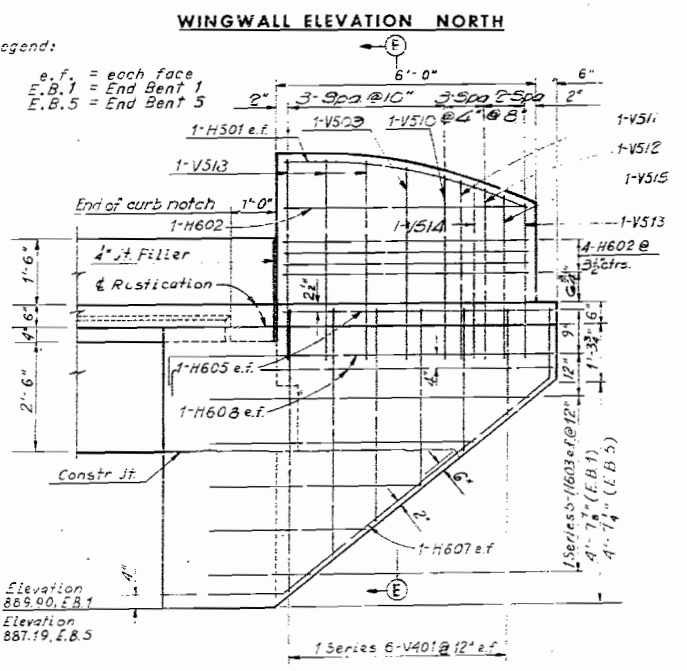 WINGWALL ELEVATION NORTH
egend:
e.f. = each face
E.B.1 = End Bent 1
E.B.5 = End Bent 5
E
6'-0"
6"
2"
3-Spa.@10"
3-Spa
2-Spa
2"
@4"
@8"
1-H501 e.f.
1-V509
1-V510
1-V511
1-V512
1-V513
1-V515
End of curb notch
1'-0"
1-H602
1-V514
1-V513
¼" Jt. Filler
4-H602 @
3½"ctrs.
1'-6"
℄ Rustication
2½"
6"
4"
9"
1'-3¾"
2'-6"
1-H605 e.f.
12"
4"
1-H608 e.f.
Constr Jt.
6"
2"
1 Series 5-H603 e.f.@12"
4'-7⅛" (E.B.1)
4'-7¼" (E.B.5)
1-H607 e.f
4"
Elevation
889.90, E.B.1
Elevation
887.19, E.B.5
E
1 Series 6-V401 @ 12" e.f